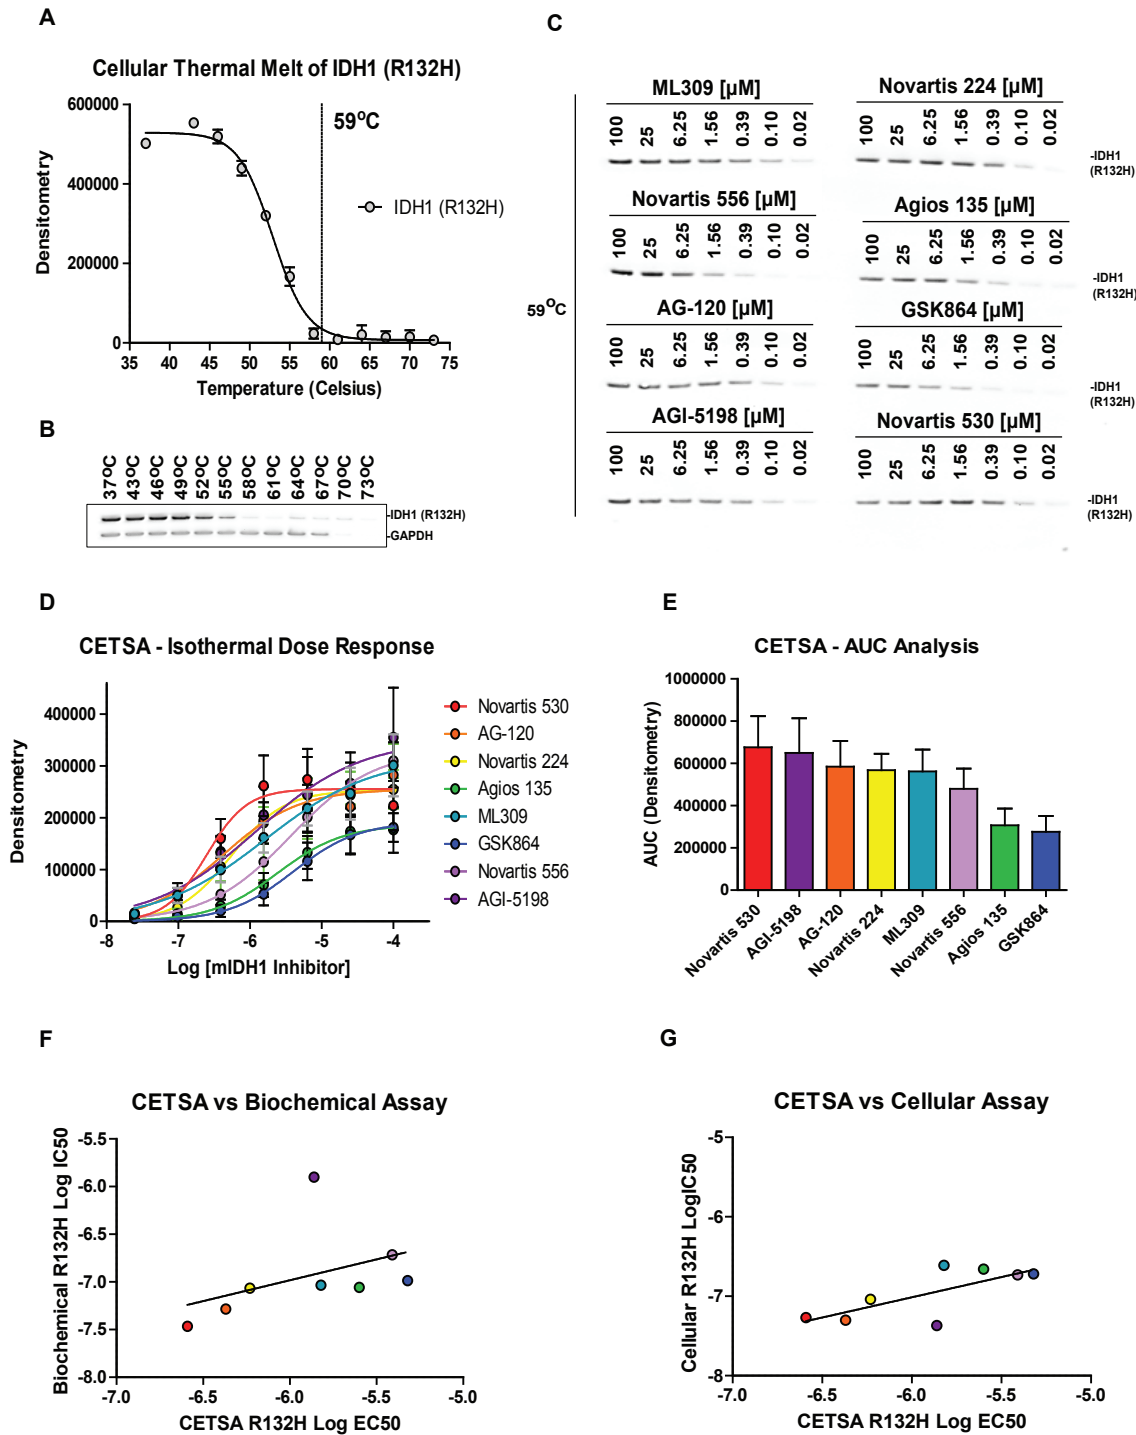 A
Cellular Thermal Melt of IDH1 (R132H)
600000
400000
200000
0
59°C
IDH1 (R132H)
Densitometry
35 40 45 50 55 60 65 70 75
Temperature (Celsius)
B
37°C 43°C 46°C 49°C 52°C 55°C 58°C 61°C 64°C 67°C 70°C 73°C
-IDH1 (R132H)
-GAPDH
C
59°C
ML309 [µM]
100 25 6.25 1.56 0.39 0.10 0.02
Novartis 224 [µM]
100 25 6.25 1.56 0.39 0.10 0.02
-IDH1
(R132H)
Novartis 556 [µM]
100 25 6.25 1.56 0.39 0.10 0.02
Agios 135 [µM]
100 25 6.25 1.56 0.39 0.10 0.02
-IDH1
(R132H)
AG-120 [µM]
100 25 6.25 1.56 0.39 0.10 0.02
GSK864 [µM]
100 25 6.25 1.56 0.39 0.10 0.02
-IDH1
(R132H)
AGI-5198 [µM]
100 25 6.25 1.56 0.39 0.10 0.02
Novartis 530 [µM]
100 25 6.25 1.56 0.39 0.10 0.02
-IDH1
(R132H)
D
CETSA - Isothermal Dose Response
Densitometry
400000
300000
200000
100000
0
-8 -7 -6 -5 -4
Log [mIDH1 Inhibitor]
Novartis 530
AG-120
Novartis 224
Agios 135
ML309
GSK864
Novartis 556
AGI-5198
E
CETSA - AUC Analysis
AUC (Densitometry)
1000000
800000
600000
400000
200000
0
Novartis 530 AGI-5198 AG-120 Novartis 224 ML309 Novartis 556 Agios 135 GSK864
F
CETSA vs Biochemical Assay
Biochemical R132H Log IC50
-5.5
-6.0
-6.5
-7.0
-7.5
-8.0
-7.0 -6.5 -6.0 -5.5 -5.0
CETSA R132H Log EC50
G
CETSA vs Cellular Assay
Cellular R132H LogIC50
-5
-6
-7
-8
-7.0 -6.5 -6.0 -5.5 -5.0
CETSA R132H Log EC50